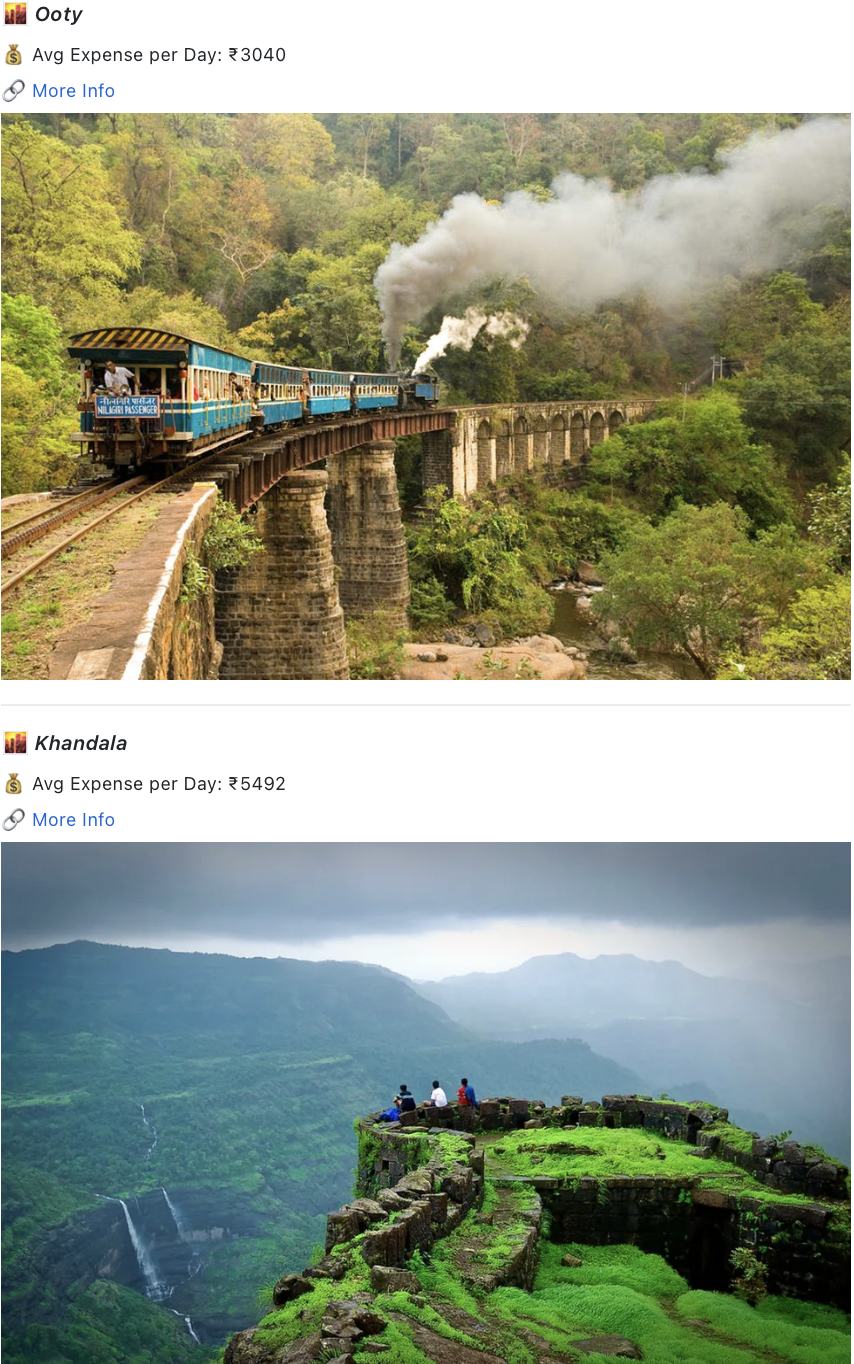 Ooty
Avg Expense per Day: ₹3040
More Info
नीलगिरि पासेंजर
NILAGIRI PASSENGER
Khandala
Avg Expense per Day: ₹5492
More Info